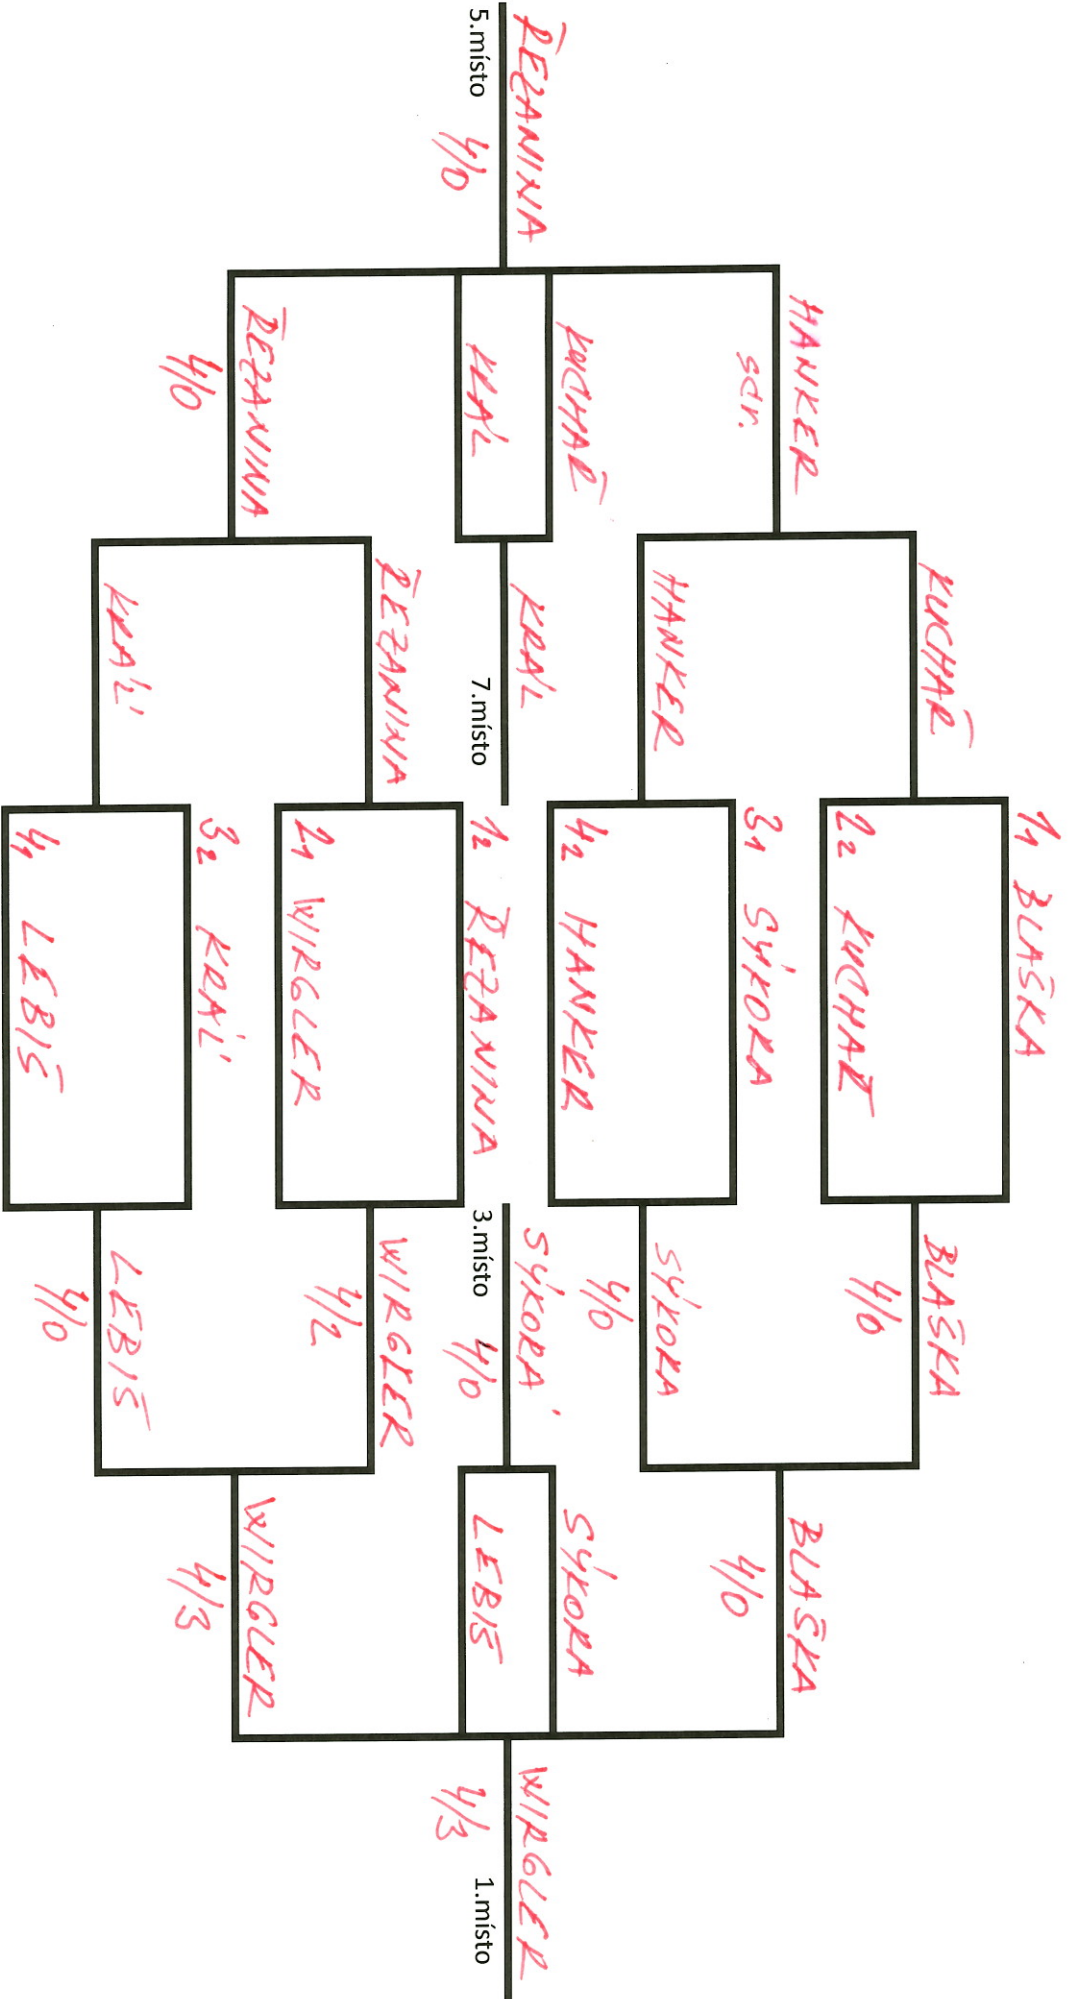 1₁ BLAŠKA
2₂ KUCHAŘ
3₁ SÝKORA
4₂ HANKER
1₂ ŘEZANINA
2₁ WIRGLER
3₂ KRÁL
4₁ LEBIŠ
BLAŠKA
4/0
SÝKORA
4/0
WIRGLER
4/2
LEBIŠ
4/0
BLAŠKA
4/0
WIRGLER
4/3
WIRGLER
4/3
1.místo
SÝKORA
LEBIŠ
SÝKORA
3.místo 4/0
KUCHAŘ
HANKER
ŘEZANINA
KRÁL
HANKER
scr.
ŘEZANINA
4/0
ŘEZANINA
5.místo 4/0
KUCHAŘ
KRÁL
KRÁL
7.místo